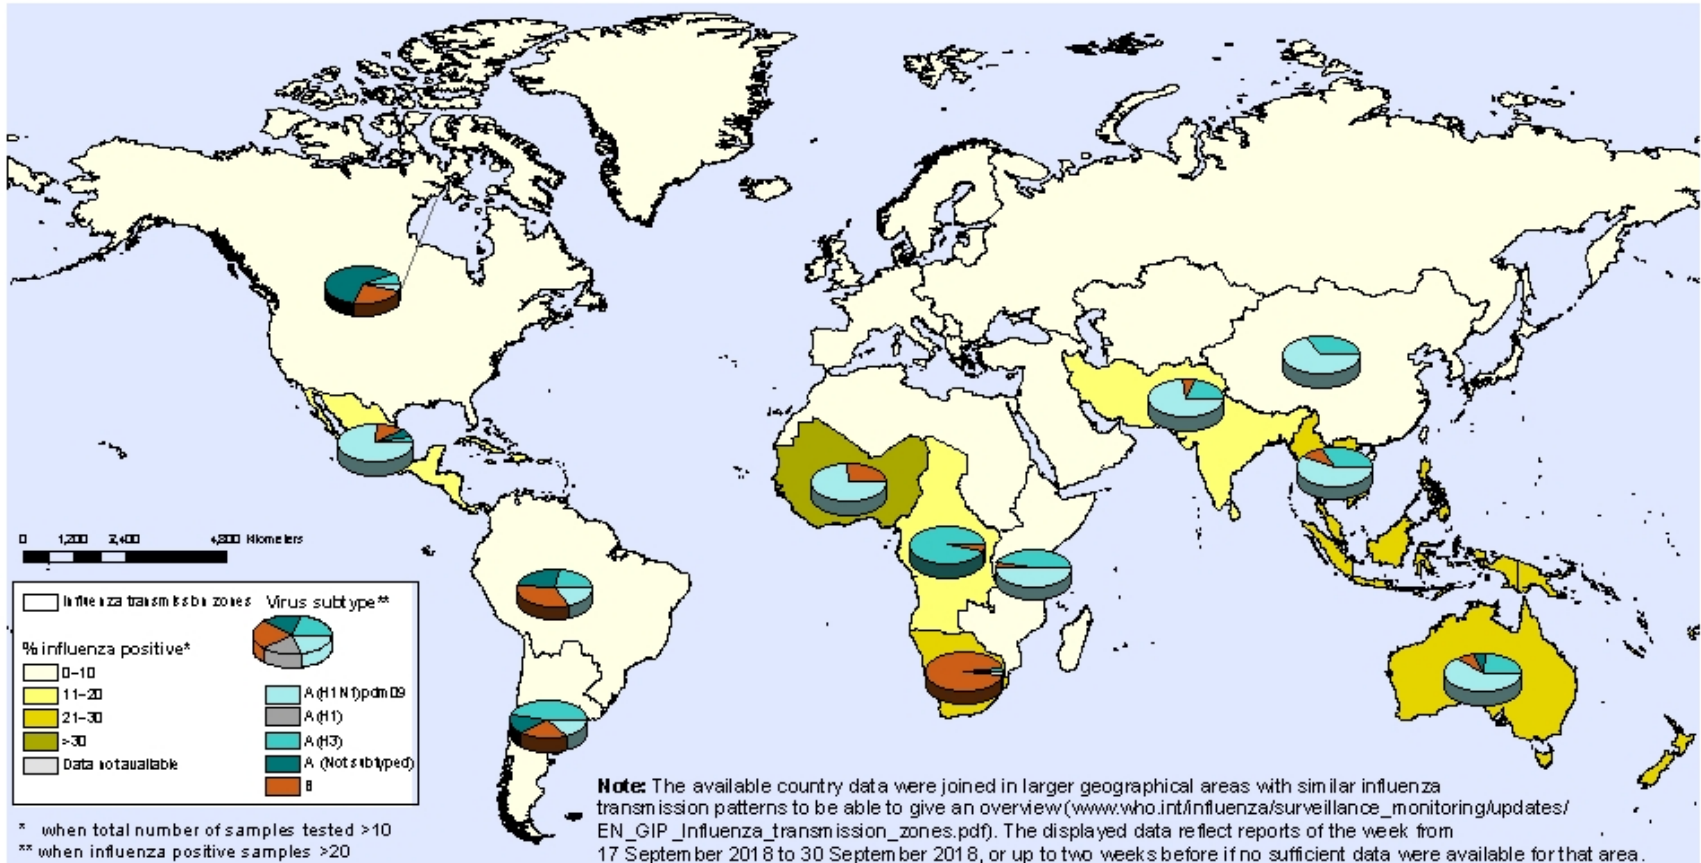 0 1,200 2,400 4,800 Kilometers
Influenza transmission zones
Virus subtype**
% influenza positive*
0-10
11-20
21-30
>30
Data not available
A(H1N1)pdm09
A(H1)
A(H3)
A (Not subtyped)
B
* when total number of samples tested >10
** when influenza positive samples >20
Note: The available country data were joined in larger geographical areas with similar influenza
transmission patterns to be able to give an overview (www.who.int/influenza/surveillance_monitoring/updates/
EN_GIP_Influenza_transmission_zones.pdf). The displayed data reflect reports of the week from
17 September 2018 to 30 September 2018, or up to two weeks before if no sufficient data were available for that area.